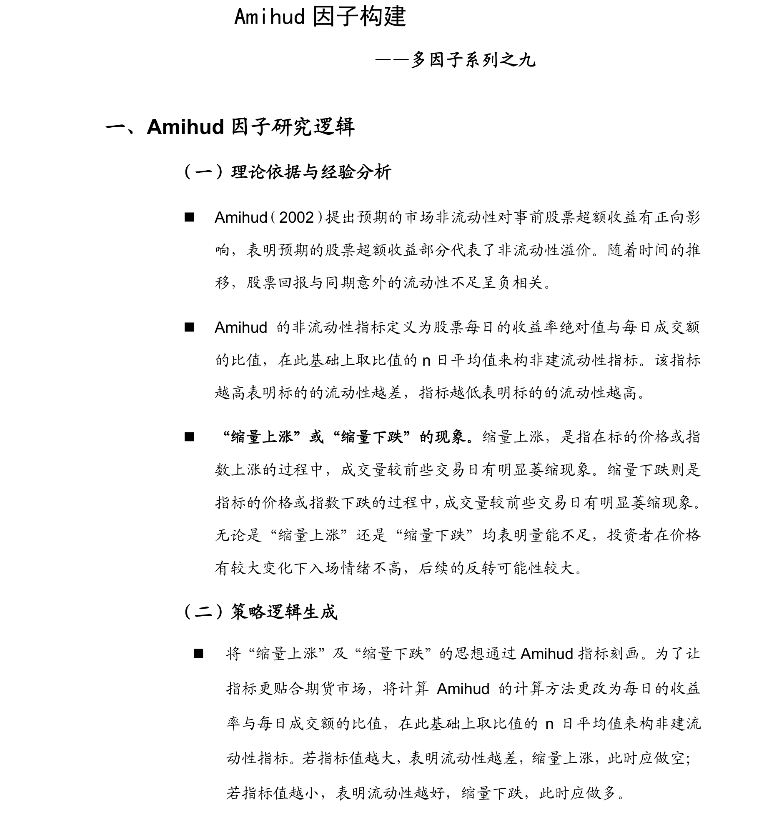 Amihud 因子构建
——多因子系列之九
一、Amihud 因子研究逻辑
（一）理论依据与经验分析
■ Amihud（2002）提出预期的市场非流动性对事前股票超额收益有正向影
响，表明预期的股票超额收益部分代表了非流动性溢价。随着时间的推
移，股票回报与同期意外的流动性不足呈负相关。
■ Amihud 的非流动性指标定义为股票每日的收益率绝对值与每日成交额
的比值，在此基础上取比值的 n 日平均值来构非建流动性指标。该指标
越高表明标的的流动性越差，指标越低表明标的的流动性越高。
■ “缩量上涨”或“缩量下跌”的现象。缩量上涨，是指在标的价格或指
数上涨的过程中，成交量较前些交易日有明显萎缩现象。缩量下跌则是
指标的价格或指数下跌的过程中，成交量较前些交易日有明显萎缩现象。
无论是“缩量上涨”还是“缩量下跌”均表明量能不足，投资者在价格
有较大变化下入场情绪不高，后续的反转可能性较大。
（二）策略逻辑生成
■ 将“缩量上涨”及“缩量下跌”的思想通过 Amihud 指标刻画。为了让
指标更贴合期货市场，将计算 Amihud 的计算方法更改为每日的收益
率与每日成交额的比值，在此基础上取比值的 n 日平均值来构非建流
动性指标。若指标值越大，表明流动性越差，缩量上涨，此时应做空；
若指标值越小，表明流动性越好，缩量下跌，此时应做多。